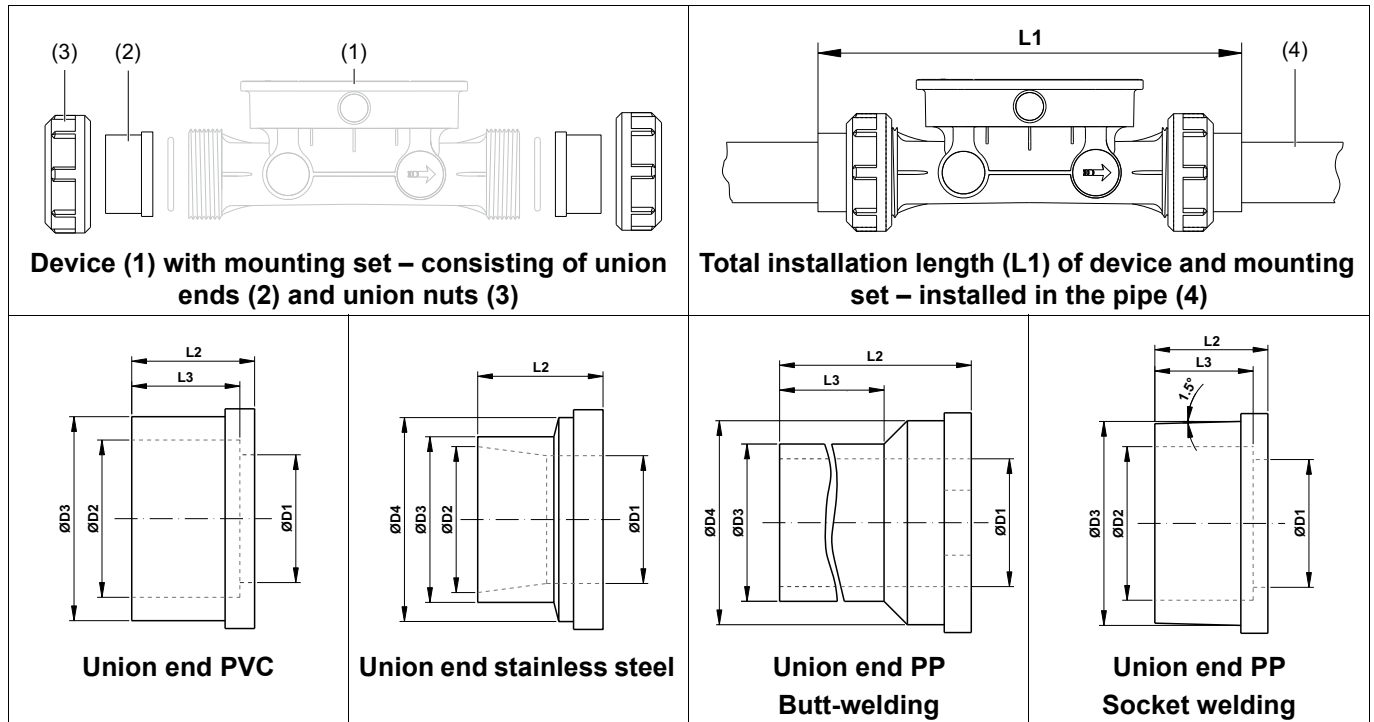 (3)
(2)
(1)
Device (1) with mounting set – consisting of union
ends (2) and union nuts (3)
L1
(4)
Total installation length (L1) of device and mounting
set – installed in the pipe (4)
L2
L3
ØD3
ØD2
ØD1
Union end PVC
L2
ØD4
ØD3
ØD2
ØD1
Union end stainless steel
L2
L3
ØD4
ØD3
ØD1
Union end PP
Butt-welding
L2
L3
1.5°
ØD3
ØD2
ØD1
Union end PP
Socket welding